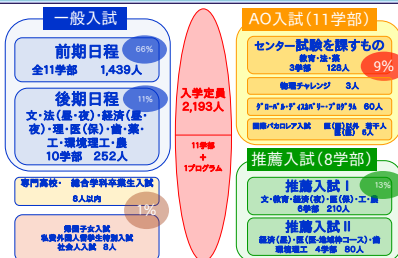 一般入試
前期日程
66%
全11学部　1,439人
後期日程
11%
文・法(昼・夜)・経済(昼・
夜)・理・医(保)・歯・薬・
工・環境理工・農
10学部　252人
専門高校・総合学科卒業生入試
8人以内
1%
帰国子女入試
私費外国人留学生特別入試
社会人入試　8人
入学定員
2,193人
11学部
+
1プログラム
AO入試(11学部)
センター試験を課すもの
教育・法・薬
3学部　128人
9%
物理チャレンジ　3人
グローバル・ディスカバリー・プログラム　60人
国際バカロレア入試　医(医)以外　若干人
医(医)　5人
推薦入試(8学部)
推薦入試Ⅰ
13%
文・教育・経済(夜)・医(保)・工・農
6学部　210人
推薦入試Ⅱ
経済(昼)・医(医-地域枠コース)・歯
環境理工　4学部　80人